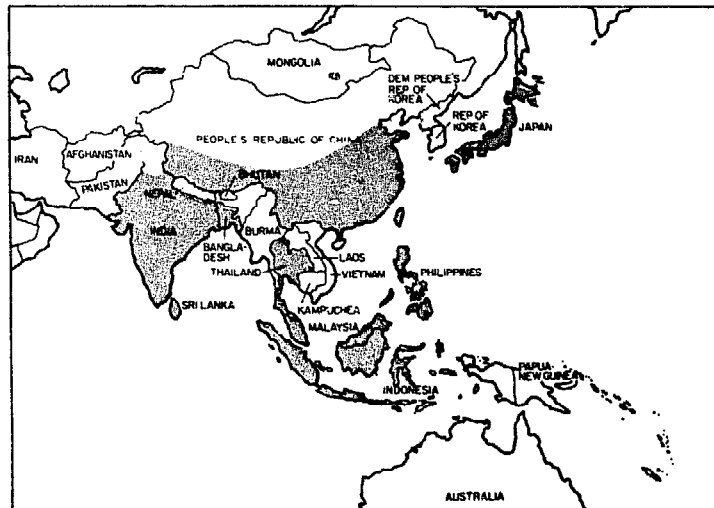 MONGOLIA
DEM PEOPLE'S
REP OF
KOREA
REP OF
KOREA
JAPAN
PEOPLE'S REPUBLIC OF CHINA
IRAN
AFGHANISTAN
PAKISTAN
NEPAL
BHUTAN
INDIA
BANGLA-
DESH
BURMA
LAOS
THAILAND
VIETNAM
PHILIPPINES
SRI LANKA
KAMPUCHEA
MALAYSIA
PAPUA
NEW GUINEA
INDONESIA
AUSTRALIA